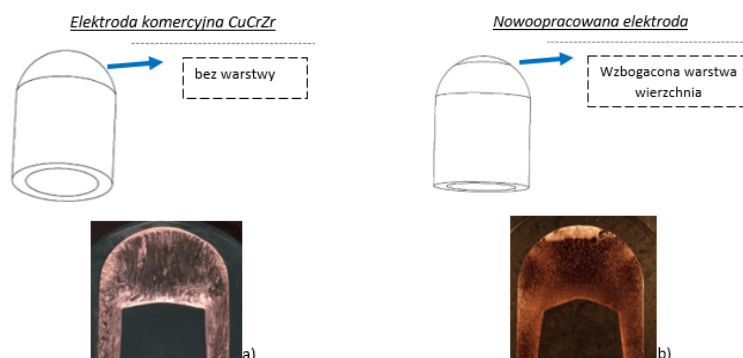 Elektroda komercyjna CuCrZr
bez warstwy
Nowoopracowana elektroda
Wzbogacona warstwa
wierzchnia
a)
b)